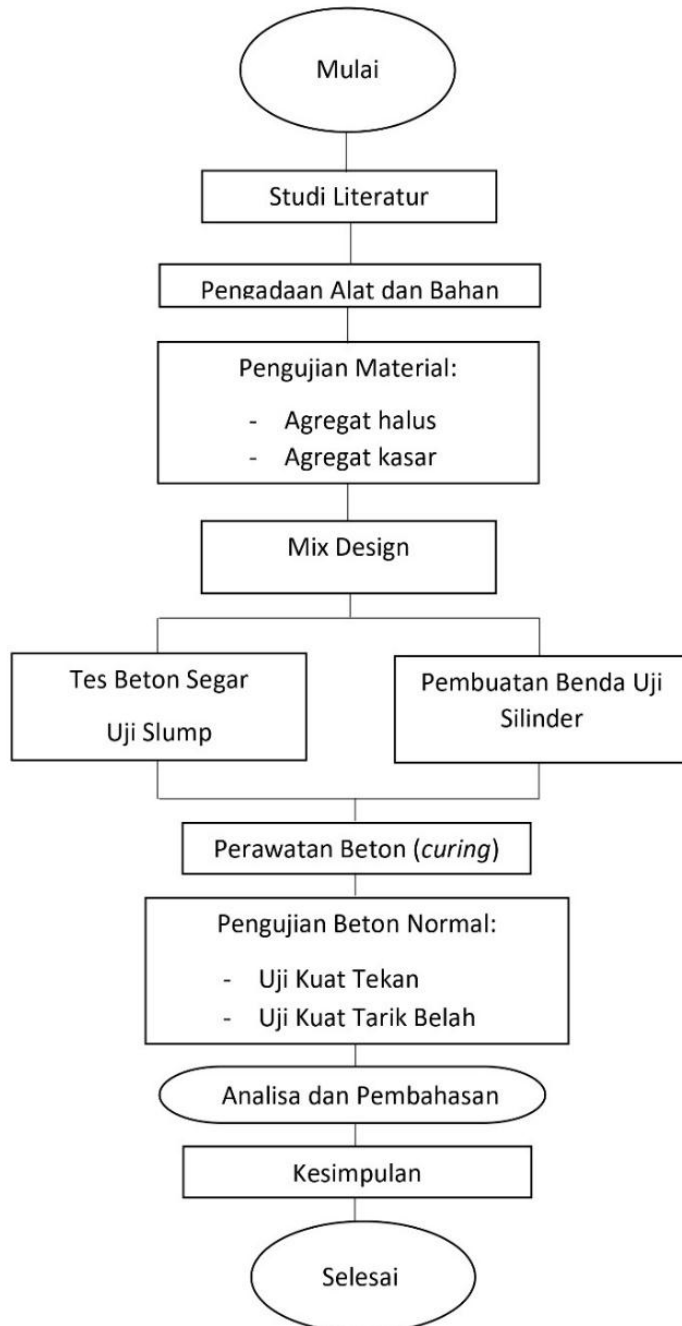 Mulai
Studi Literatur
Pengadaan Alat dan Bahan
Pengujian Material:
- Agregat halus
- Agregat kasar
Mix Design
Tes Beton Segar
Uji Slump
Pembuatan Benda Uji
Silinder
Perawatan Beton (curing)
Pengujian Beton Normal:
- Uji Kuat Tekan
- Uji Kuat Tarik Belah
Analisa dan Pembahasan
Kesimpulan
Selesai